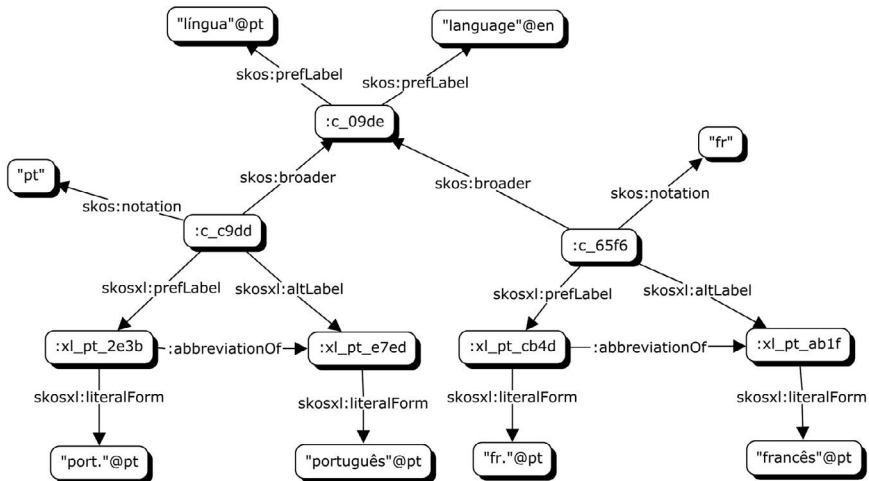 "língua"@pt
"language"@en
skos:prefLabel
skos:prefLabel
:c_09de
"pt"
"fr"
skos:broader
skos:broader
skos:notation
skos:notation
:c_c9dd
:c_65f6
skosxl:prefLabel
skosxl:altLabel
skosxl:prefLabel
skosxl:altLabel
:xl_pt_2e3b
:abbreviationOf
:xl_pt_e7ed
:xl_pt_cb4d
:abbreviationOf
:xl_pt_ab1f
skosxl:literalForm
skosxl:literalForm
skosxl:literalForm
skosxl:literalForm
"port."@pt
"português"@pt
"fr."@pt
"francês"@pt